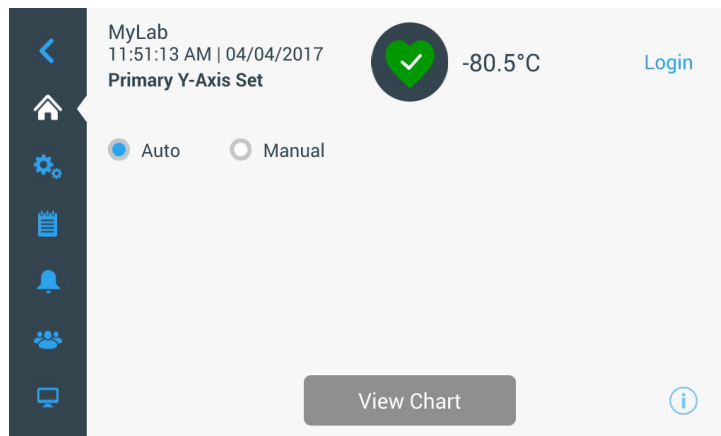 MyLab
11:51:13 AM | 04/04/2017
Primary Y-Axis Set
-80.5°C
Login
Auto
Manual
View Chart
i